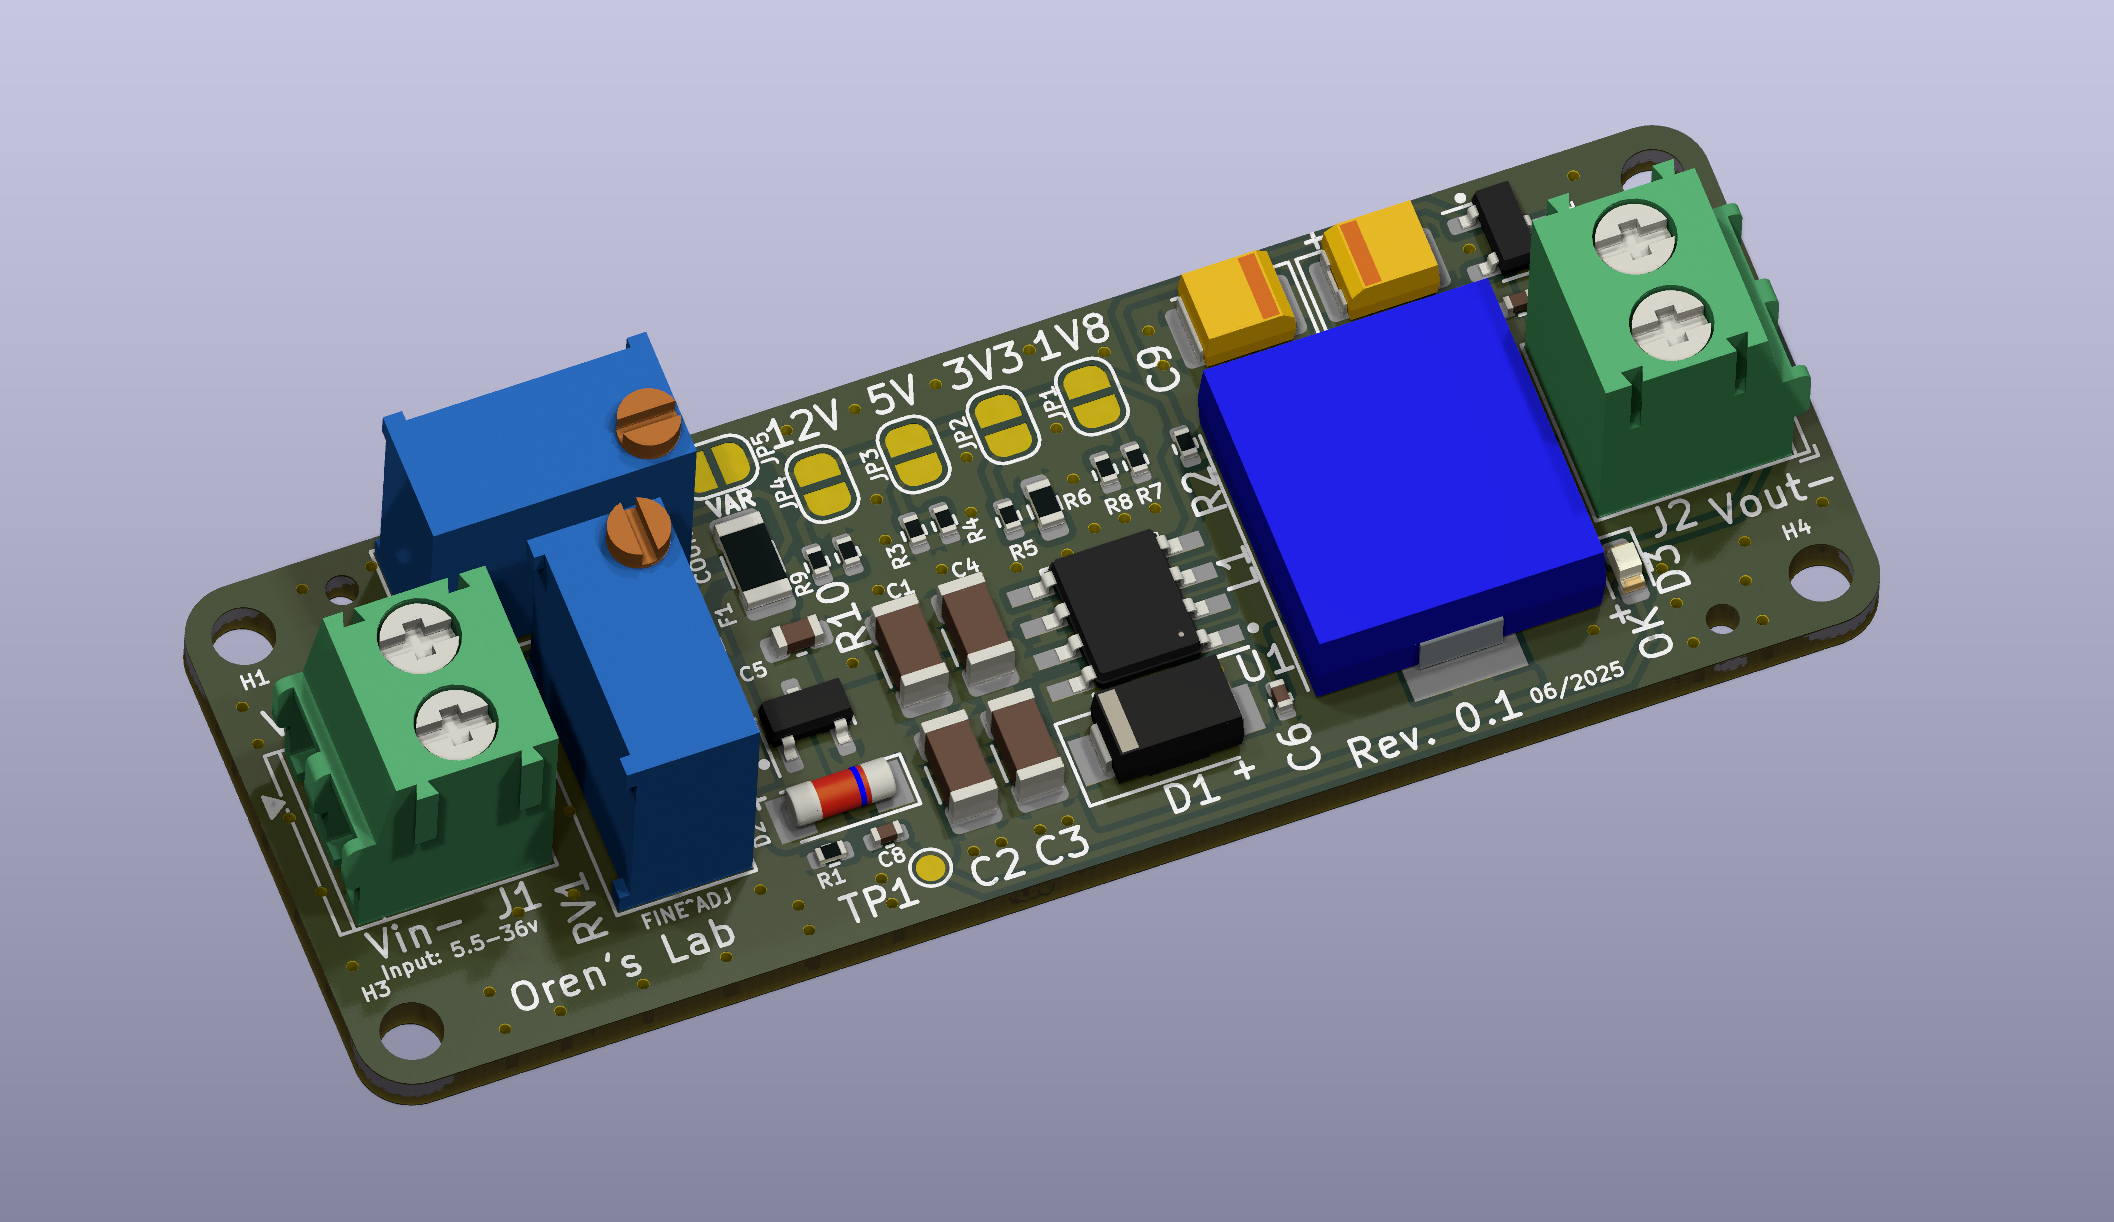 1V8
3V3
5V
12V
JP1
JP2
JP3
JP4
JP5
VAR
C9
+
R2
R7
R8
R6
R5
R4
R3
R9
R10
F1
C1
C4
C5
L1
U1
C6
D1 +
C2 C3
C8
R1
TP1
H1
J1
Vin-
Input: 5.5-36v
H3
RV1
FINE^ADJ
Oren's Lab
J2
Vout-
H4
D3
+
OK
Rev. 0.1 06/2025